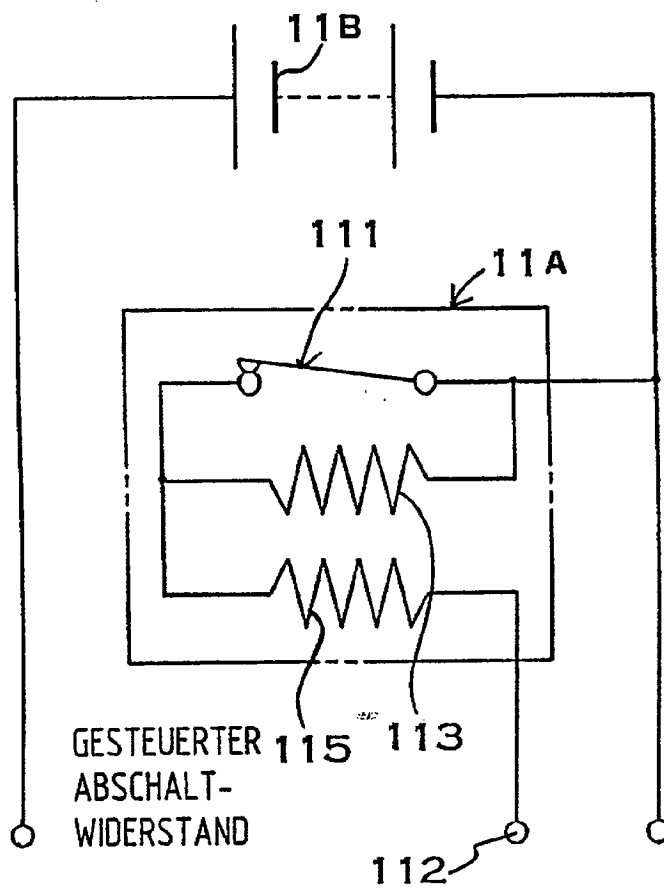 11B
111
11A
GESTEUERTER 115 113
ABSCHALT-
WIDERSTAND
112